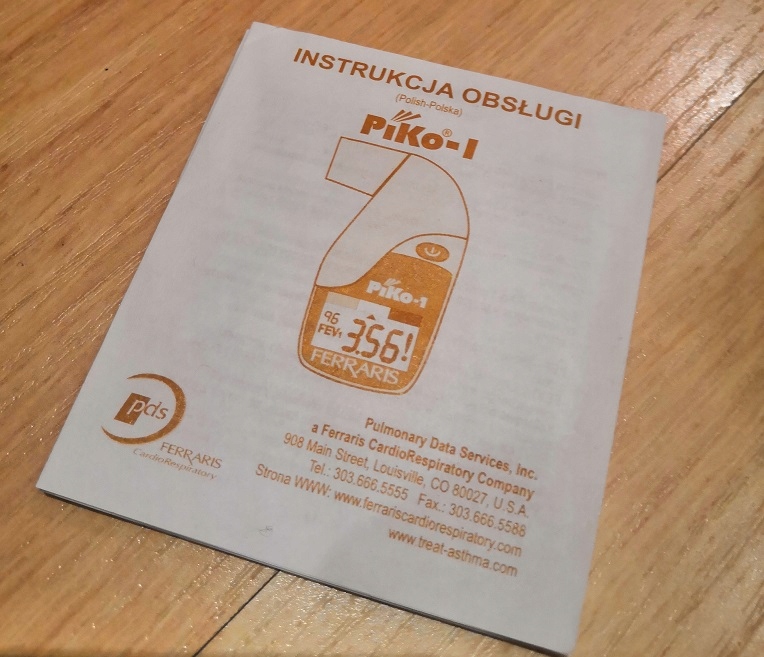 INSTRUKCJA OBSŁUGI
(Polish-Polska)
PiKo®-1
PiKo-1
96
FEV1
3.56!
FERRARIS
pds
FERRARIS
CardioRespiratory
Pulmonary Data Services, Inc.
a Ferraris CardioRespiratory Company
908 Main Street, Louisville, CO 80027, U.S.A.
Tel.: 303.666.5555 Fax.: 303.666.5588
Strona WWW: www.ferrariscardiorespiratory.com
www.treat-asthma.com